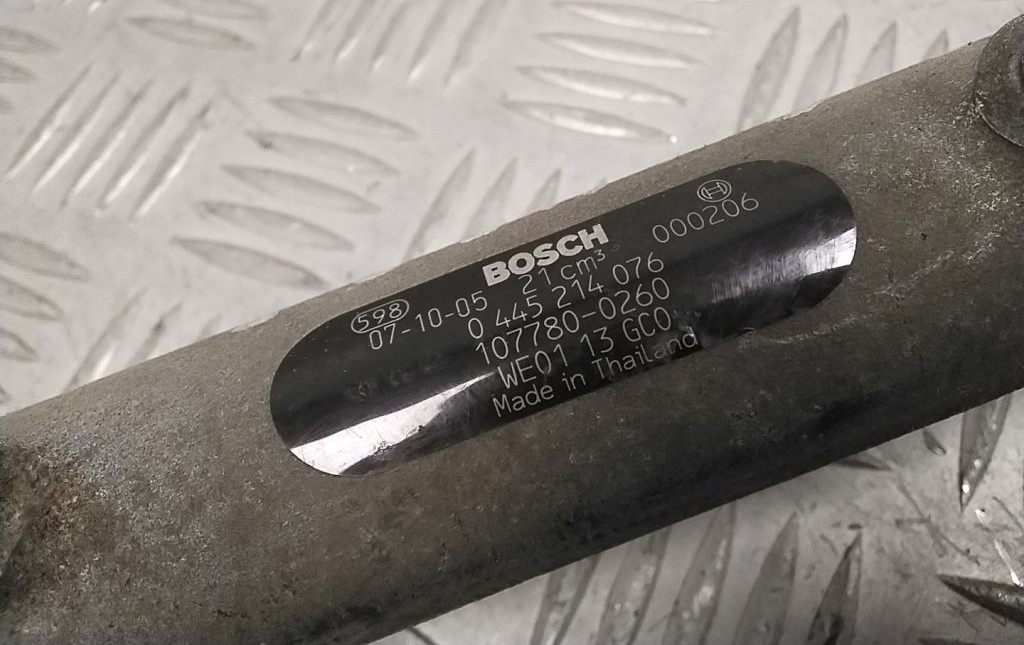 BOSCH 000206
598
07-10-05 21 cm³
0 445 214 076
107780-0260
WE01 13 GC0
Made in Thailand